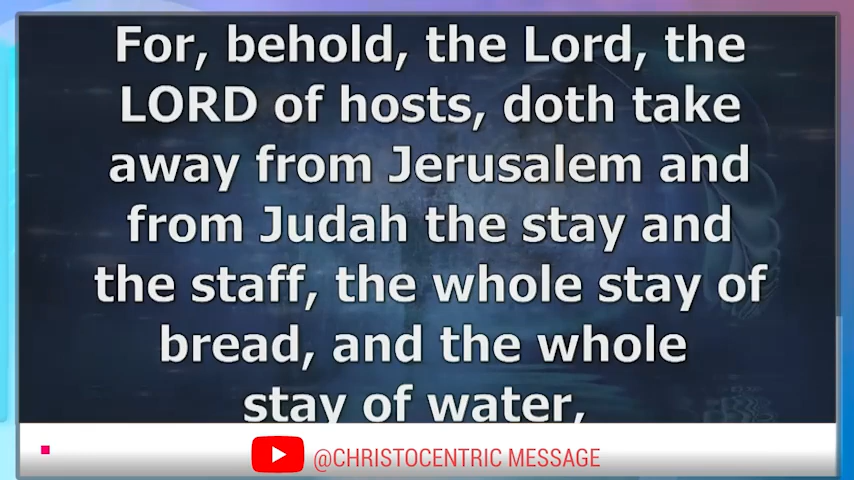 For, behold, the Lord, the
LORD of hosts, doth take
away from Jerusalem and
from Judah the stay and
the staff, the whole stay of
bread, and the whole
stay of water,
@CHRISTOCENTRIC MESSAGE